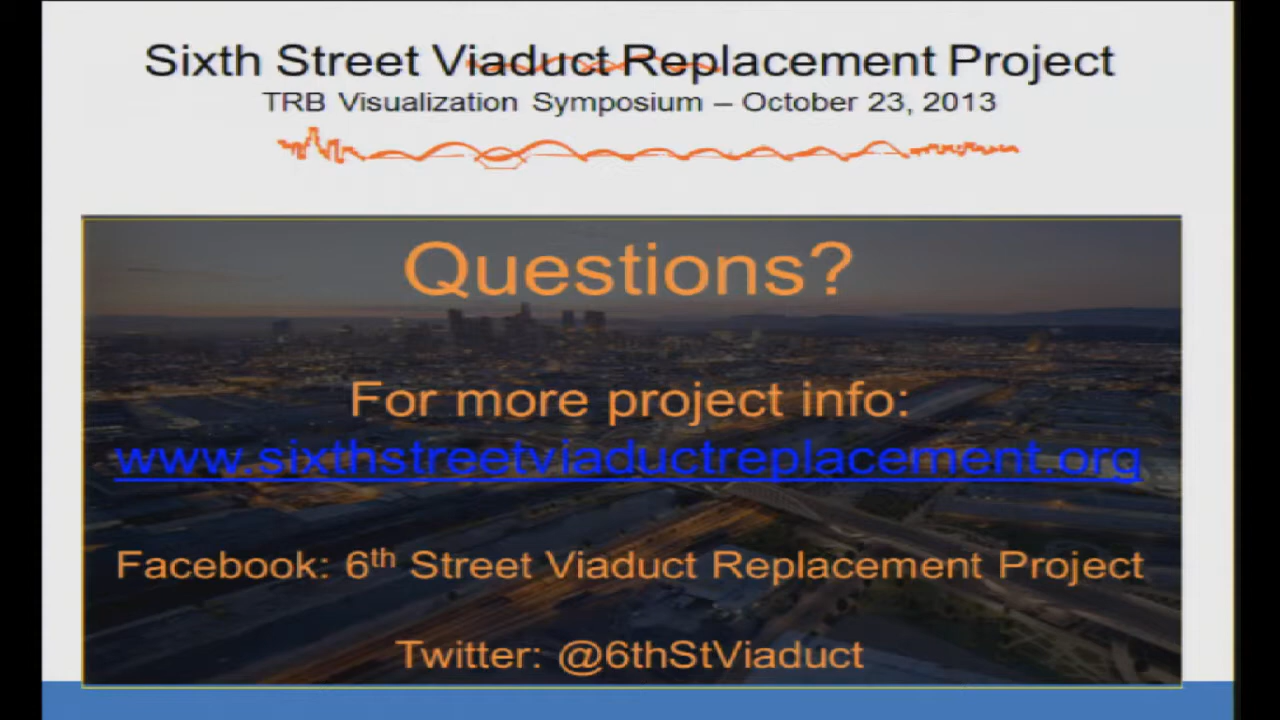 Sixth Street Viaduct Replacement Project
TRB Visualization Symposium – October 23, 2013
Questions?
For more project info:
www.sixthstreetviaductreplacement.org
Facebook: 6th Street Viaduct Replacement Project
Twitter: @6thStViaduct